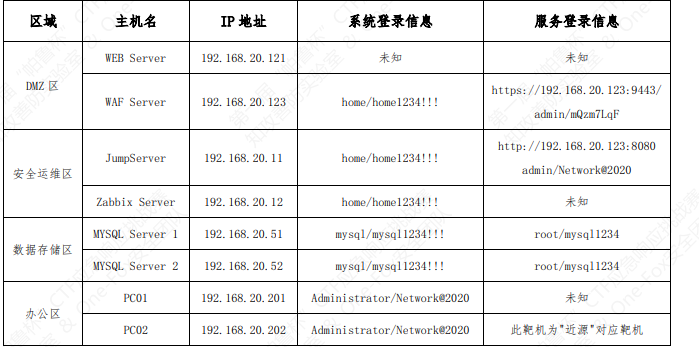 区域 主机名 IP 地址 系统登录信息 服务登录信息
DMZ 区
WEB Server 192.168.20.121 未知 未知
WAF Server 192.168.20.123 home/home1234!!! https://192.168.20.123:9443/
admin/mQzm7LqF
安全运维区
JumpServer 192.168.20.11 home/home1234!!! http://192.168.20.123:8080
admin/Network@2020
Zabbix Server 192.168.20.12 home/home1234!!! 未知
数据存储区
MYSQL Server 1 192.168.20.51 mysql/mysql1234!!! root/mysql1234
MYSQL Server 2 192.168.20.52 mysql/mysql1234!!! root/mysql1234
办公区
PC01 192.168.20.201 Administrator/Network@2020 未知
PC02 192.168.20.202 Administrator/Network@2020 此靶机为"近源"对应靶机